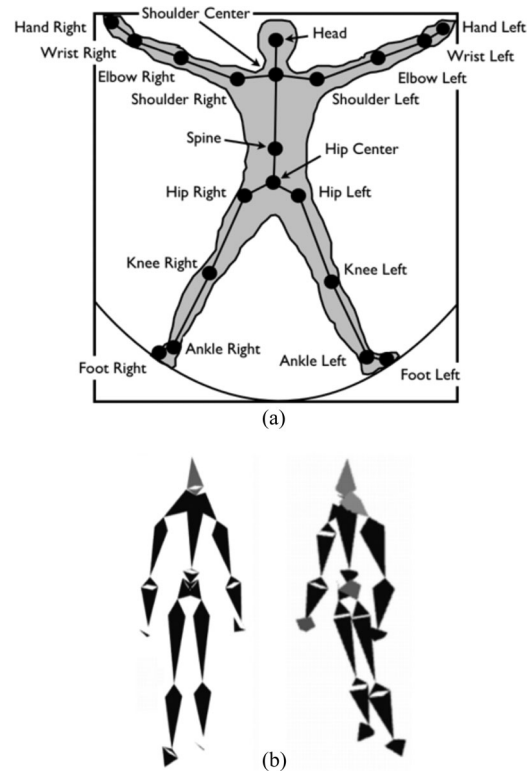 Shoulder Center
Hand Right
Head
Hand Left
Wrist Right
Wrist Left
Elbow Right
Elbow Left
Shoulder Right
Shoulder Left
Spine
Hip Center
Hip Right
Hip Left
Knee Right
Knee Left
Ankle Right
Ankle Left
Foot Right
Foot Left
(a)
(b)